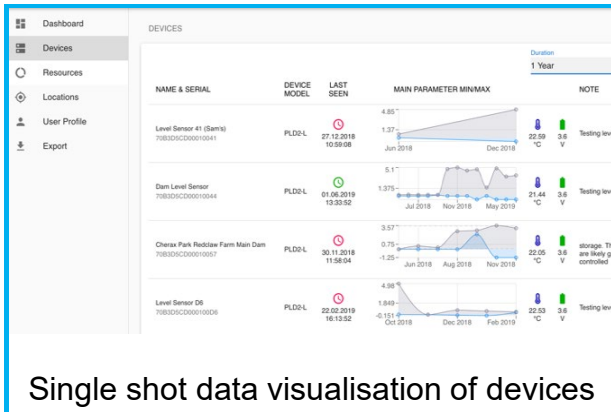 Dashboard
Devices
Resources
Locations
User Profile
Export
DEVICES
Duration
1 Year
NAME & SERIAL
DEVICE MODEL
LAST SEEN
MAIN PARAMETER MIN/MAX
NOTE
Level Sensor 41 (Sam's)
70B3D5CD00010041
PLD2-L
27.12.2018
10:59:08
4.85
1.37
Jun 2018 Dec 2018
22.59 °C
3.6 V
Testing leve
Dam Level Sensor
70B3D5CD00010044
PLD2-L
01.06.2019
13:33:52
5.1
1.375
Jul 2018 Nov 2018 May 2019
21.44 °C
3.6 V
Testing leve
Cherax Park Redclaw Farm Main Dam
70B3D5CD00010057
PLD2-L
30.11.2018
11:58:04
3.57
0.75
-1.25
Jun 2018 Aug 2018 Nov 2018
22.05 °C
3.6 V
storage. Th
are likely g
controlled
Level Sensor D6
70B3D5CD000100D6
PLD2-L
22.02.2019
16:13:52
4.98
1.849
-0.151
Oct 2018 Dec 2018 Feb 2019
22.53 °C
3.6 V
Testing leve
Single shot data visualisation of devices